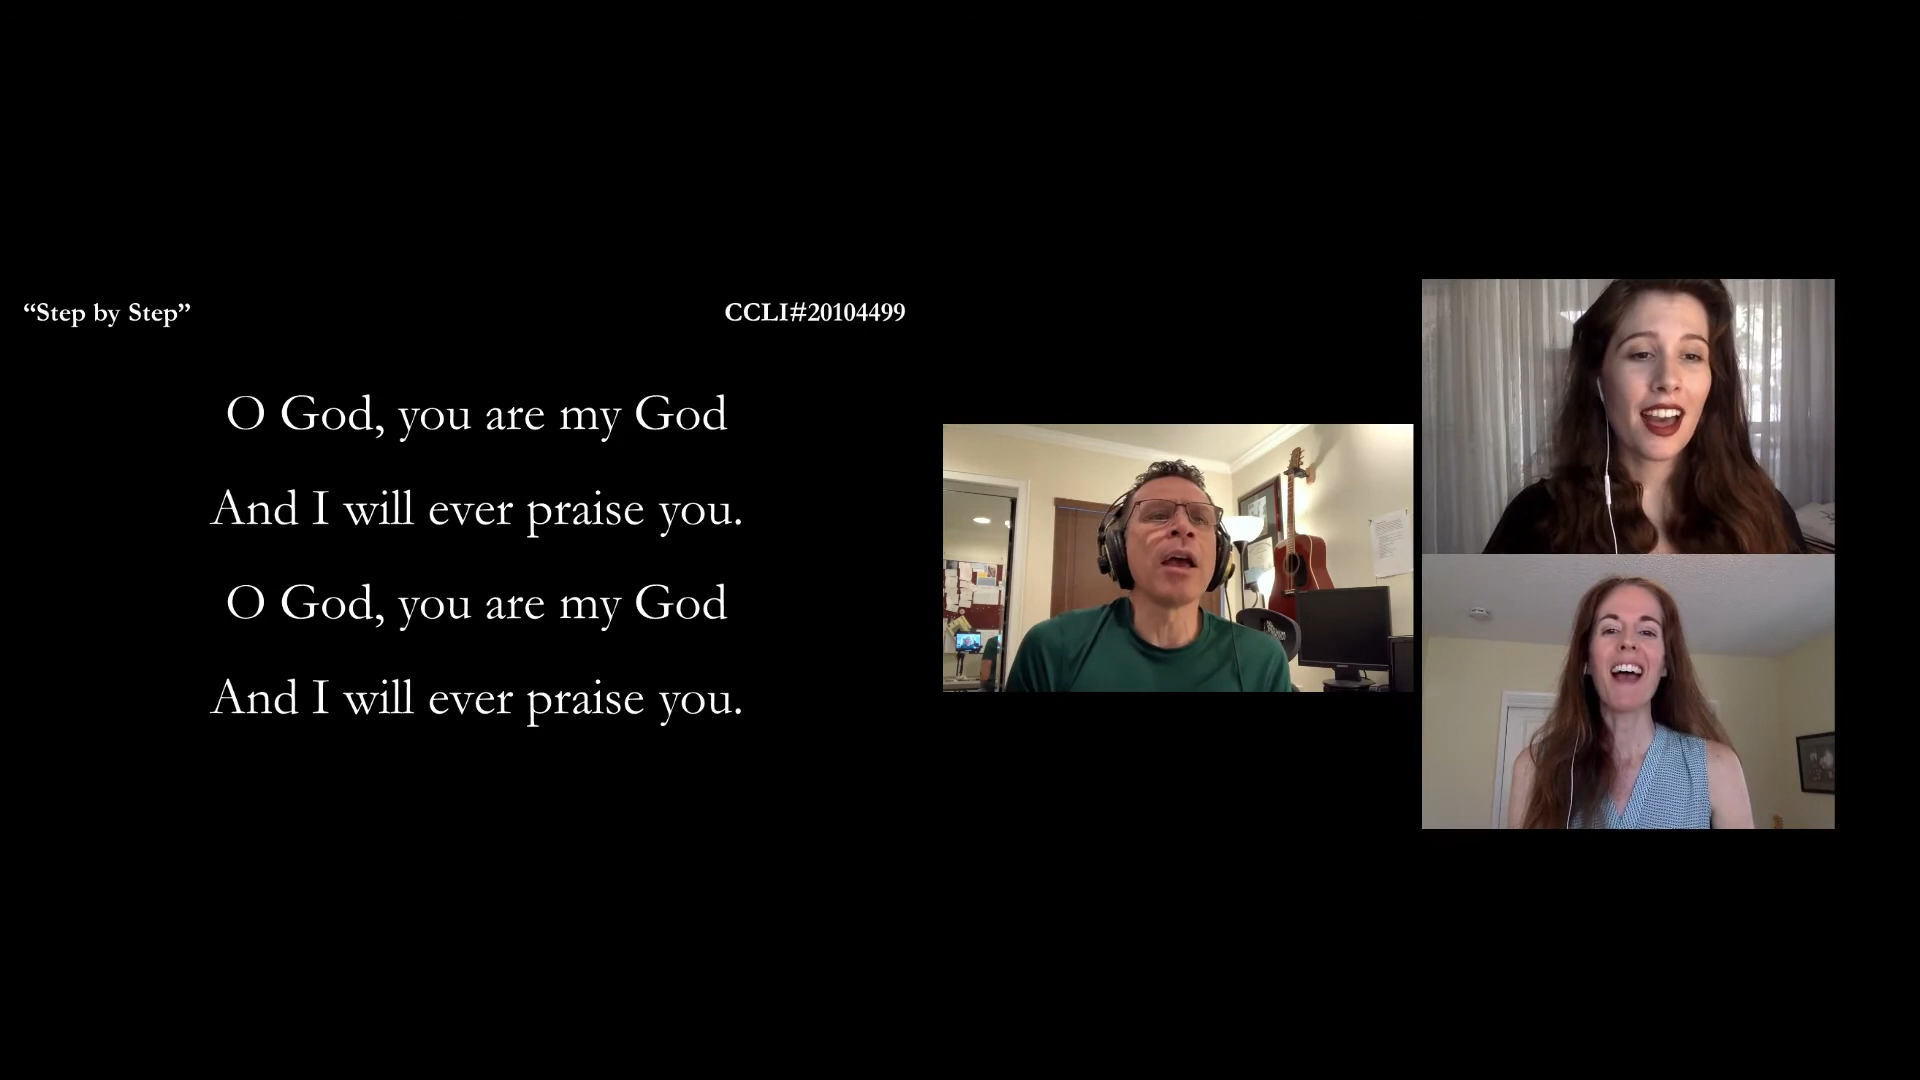 “Step by Step”
CCLI#20104499
O God, you are my God
And I will ever praise you.
O God, you are my God
And I will ever praise you.